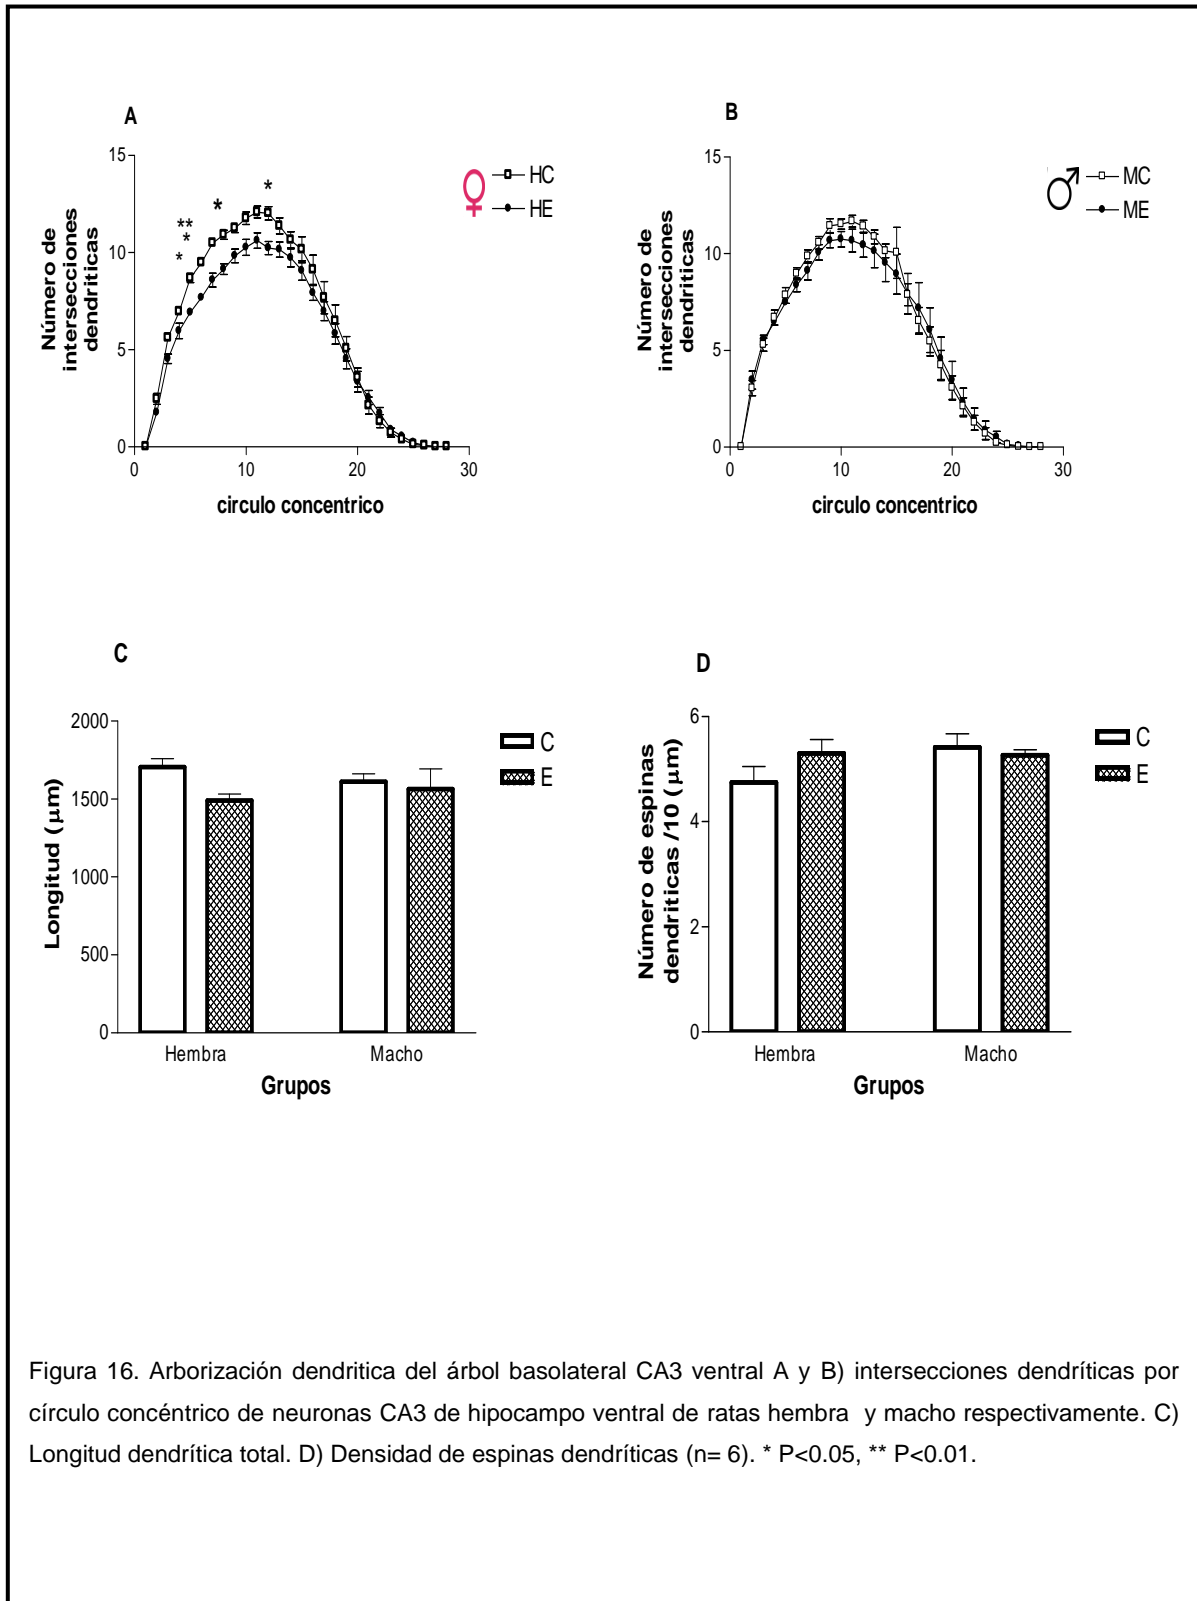 A
15
10
5
0
0 10 20 30
Número de
intersecciones
dendríticas
circulo concentrico
** *
* *
*
HC
HE
B
15
10
5
0
0 10 20 30
Número de
intersecciones
dendríticas
circulo concentrico
MC
ME
C
2000
1500
1000
500
0
Longitud (µm)
Hembra Macho
Grupos
C
E
D
6
4
2
0
Número de espinas
dendríticas /10 (µm)
Hembra Macho
Grupos
C
E
Figura 16. Arborización dendritica del árbol basolateral CA3 ventral A y B) intersecciones dendríticas por
círculo concéntrico de neuronas CA3 de hipocampo ventral de ratas hembra y macho respectivamente. C)
Longitud dendrítica total. D) Densidad de espinas dendríticas (n= 6). * P<0.05, ** P<0.01.